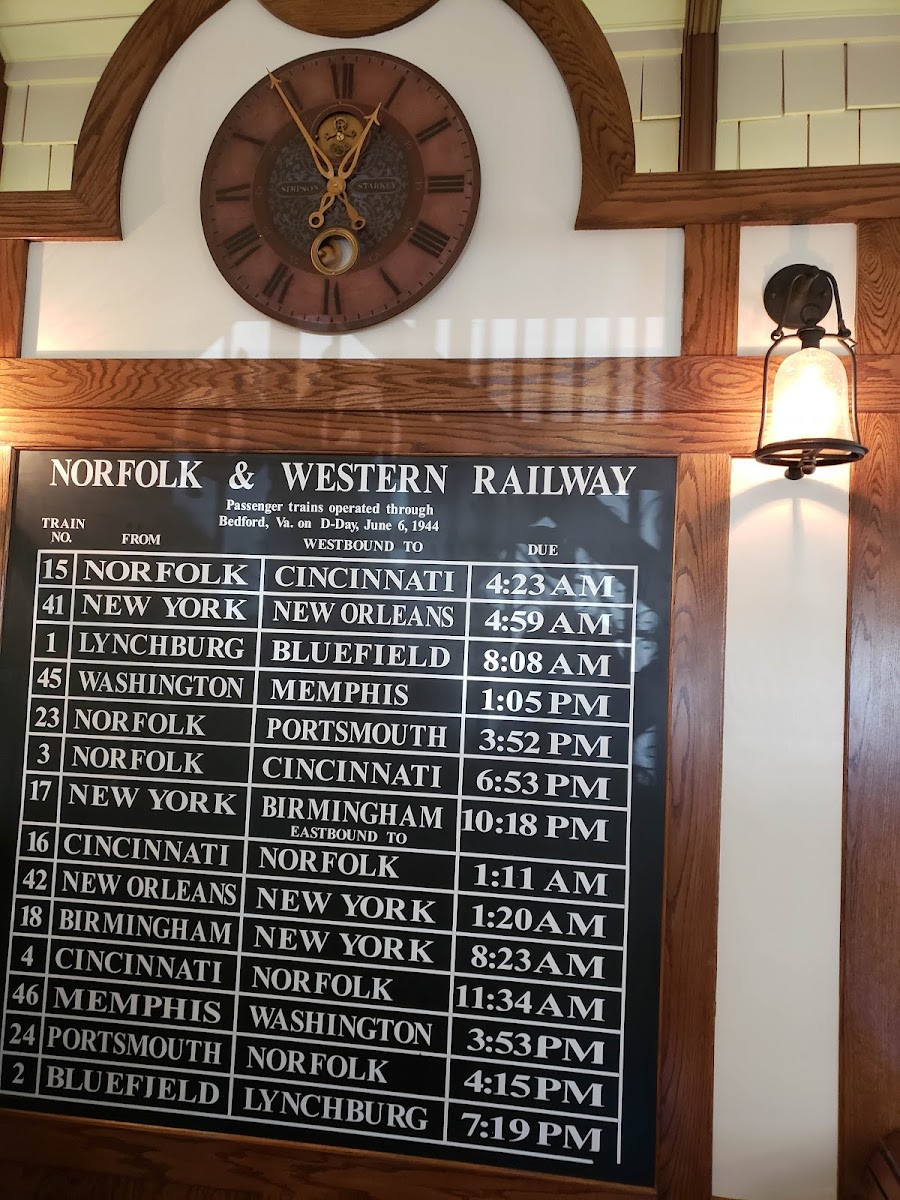 SIMPSON STARKEY
NORFOLK & WESTERN RAILWAY
Passenger trains operated through
Bedford, Va. on D-Day, June 6, 1944
TRAIN NO. FROM WESTBOUND TO DUE
15 NORFOLK CINCINNATI 4:23 AM
41 NEW YORK NEW ORLEANS 4:59 AM
1 LYNCHBURG BLUEFIELD 8:08 AM
45 WASHINGTON MEMPHIS 1:05 PM
23 NORFOLK PORTSMOUTH 3:52 PM
3 NORFOLK CINCINNATI 6:53 PM
17 NEW YORK BIRMINGHAM 10:18 PM
EASTBOUND TO
16 CINCINNATI NORFOLK 1:11 AM
42 NEW ORLEANS NEW YORK 1:20 AM
18 BIRMINGHAM NEW YORK 8:23 AM
4 CINCINNATI NORFOLK 11:34 AM
46 MEMPHIS WASHINGTON 3:53 PM
24 PORTSMOUTH NORFOLK 4:15 PM
2 BLUEFIELD LYNCHBURG 7:19 PM